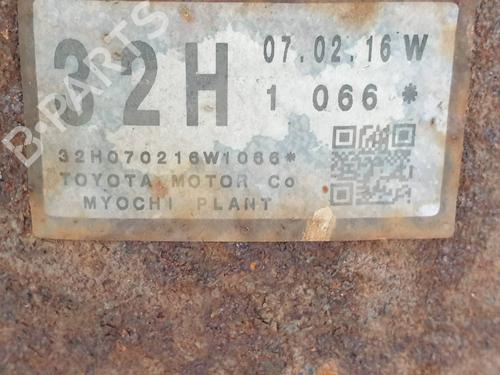 32H 07.02.16 W
1 066 *
32H070216W1066*
TOYOTA MOTOR Co
MYOCHI PLANT
B-PARTS